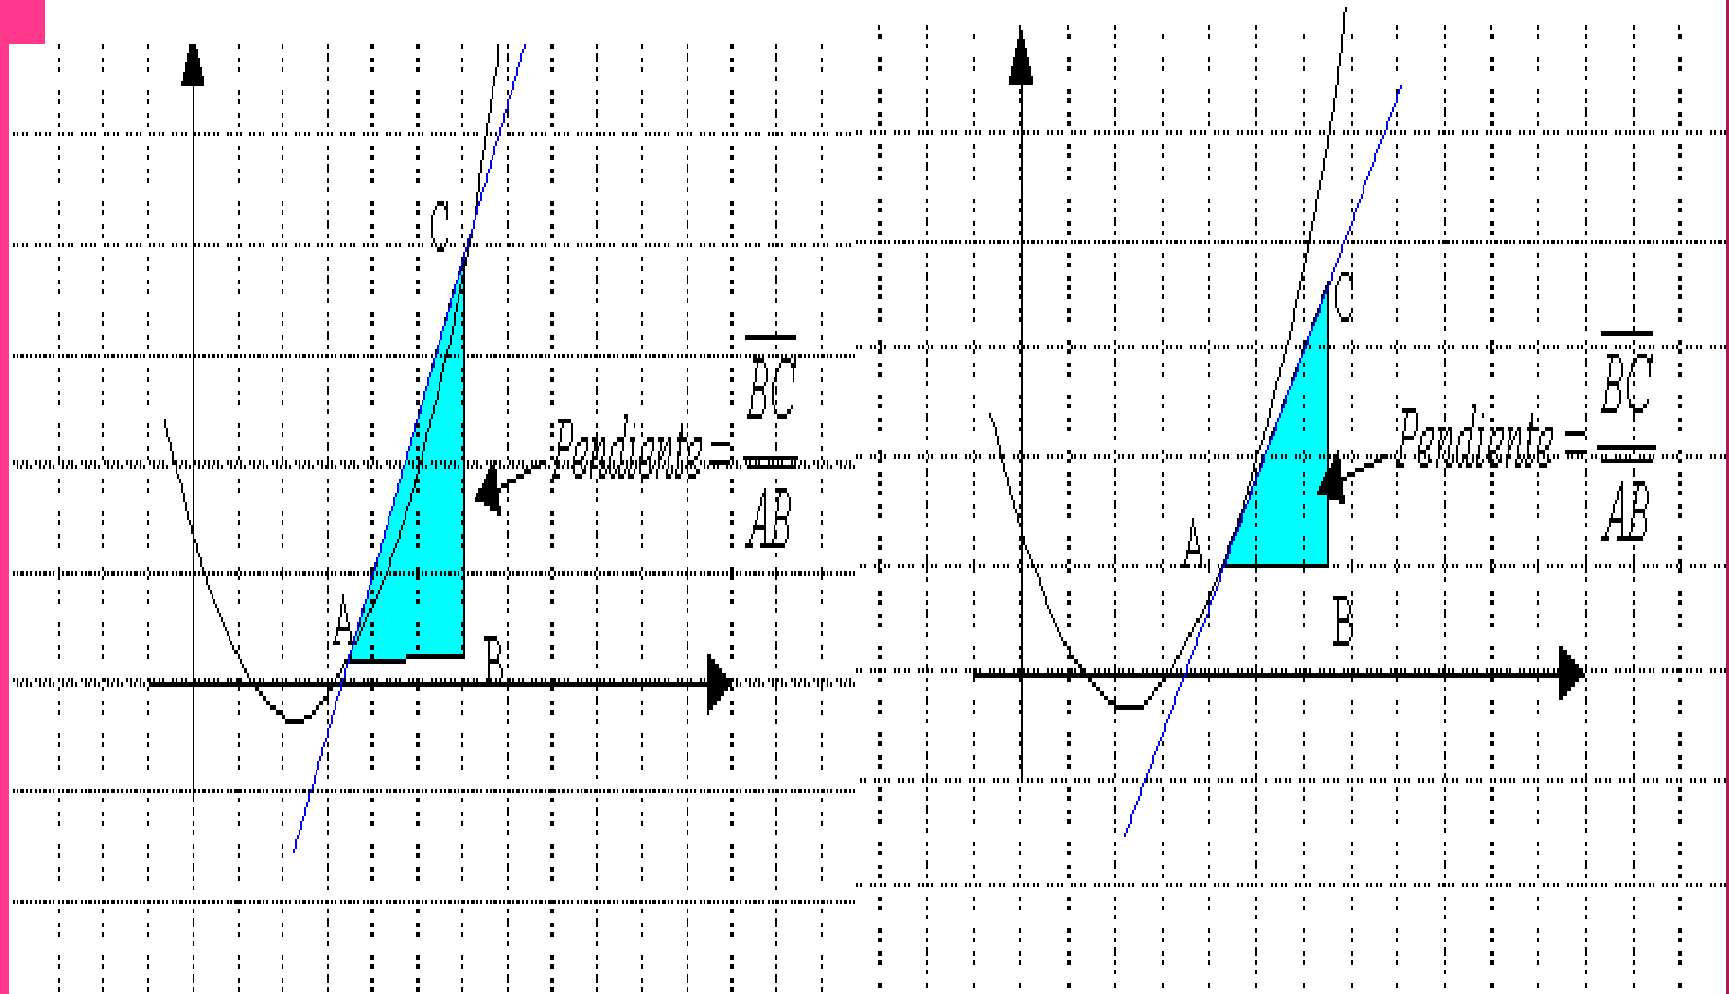 C
Pendiente = BC
AB
A
B
C
Pendiente = BC
AB
A
B